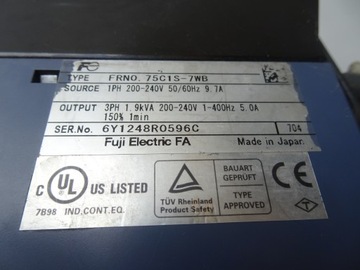 Fe
TYPE FRN0.75C1S-7WB
SOURCE 1PH 200-240V 50/60Hz 9.7A
OUTPUT 3PH 1.9kVA 200-240V 1-400Hz 5.0A
150% 1min
SER.No. 6Y1248R0596C 704
Fuji Electric FA Made in Japan.
C UL US LISTED
7B98 IND.CONT.EQ.
TÜV Rheinland
Product Safety
BAUART
GEPRÜFT
TYPE
APPROVED